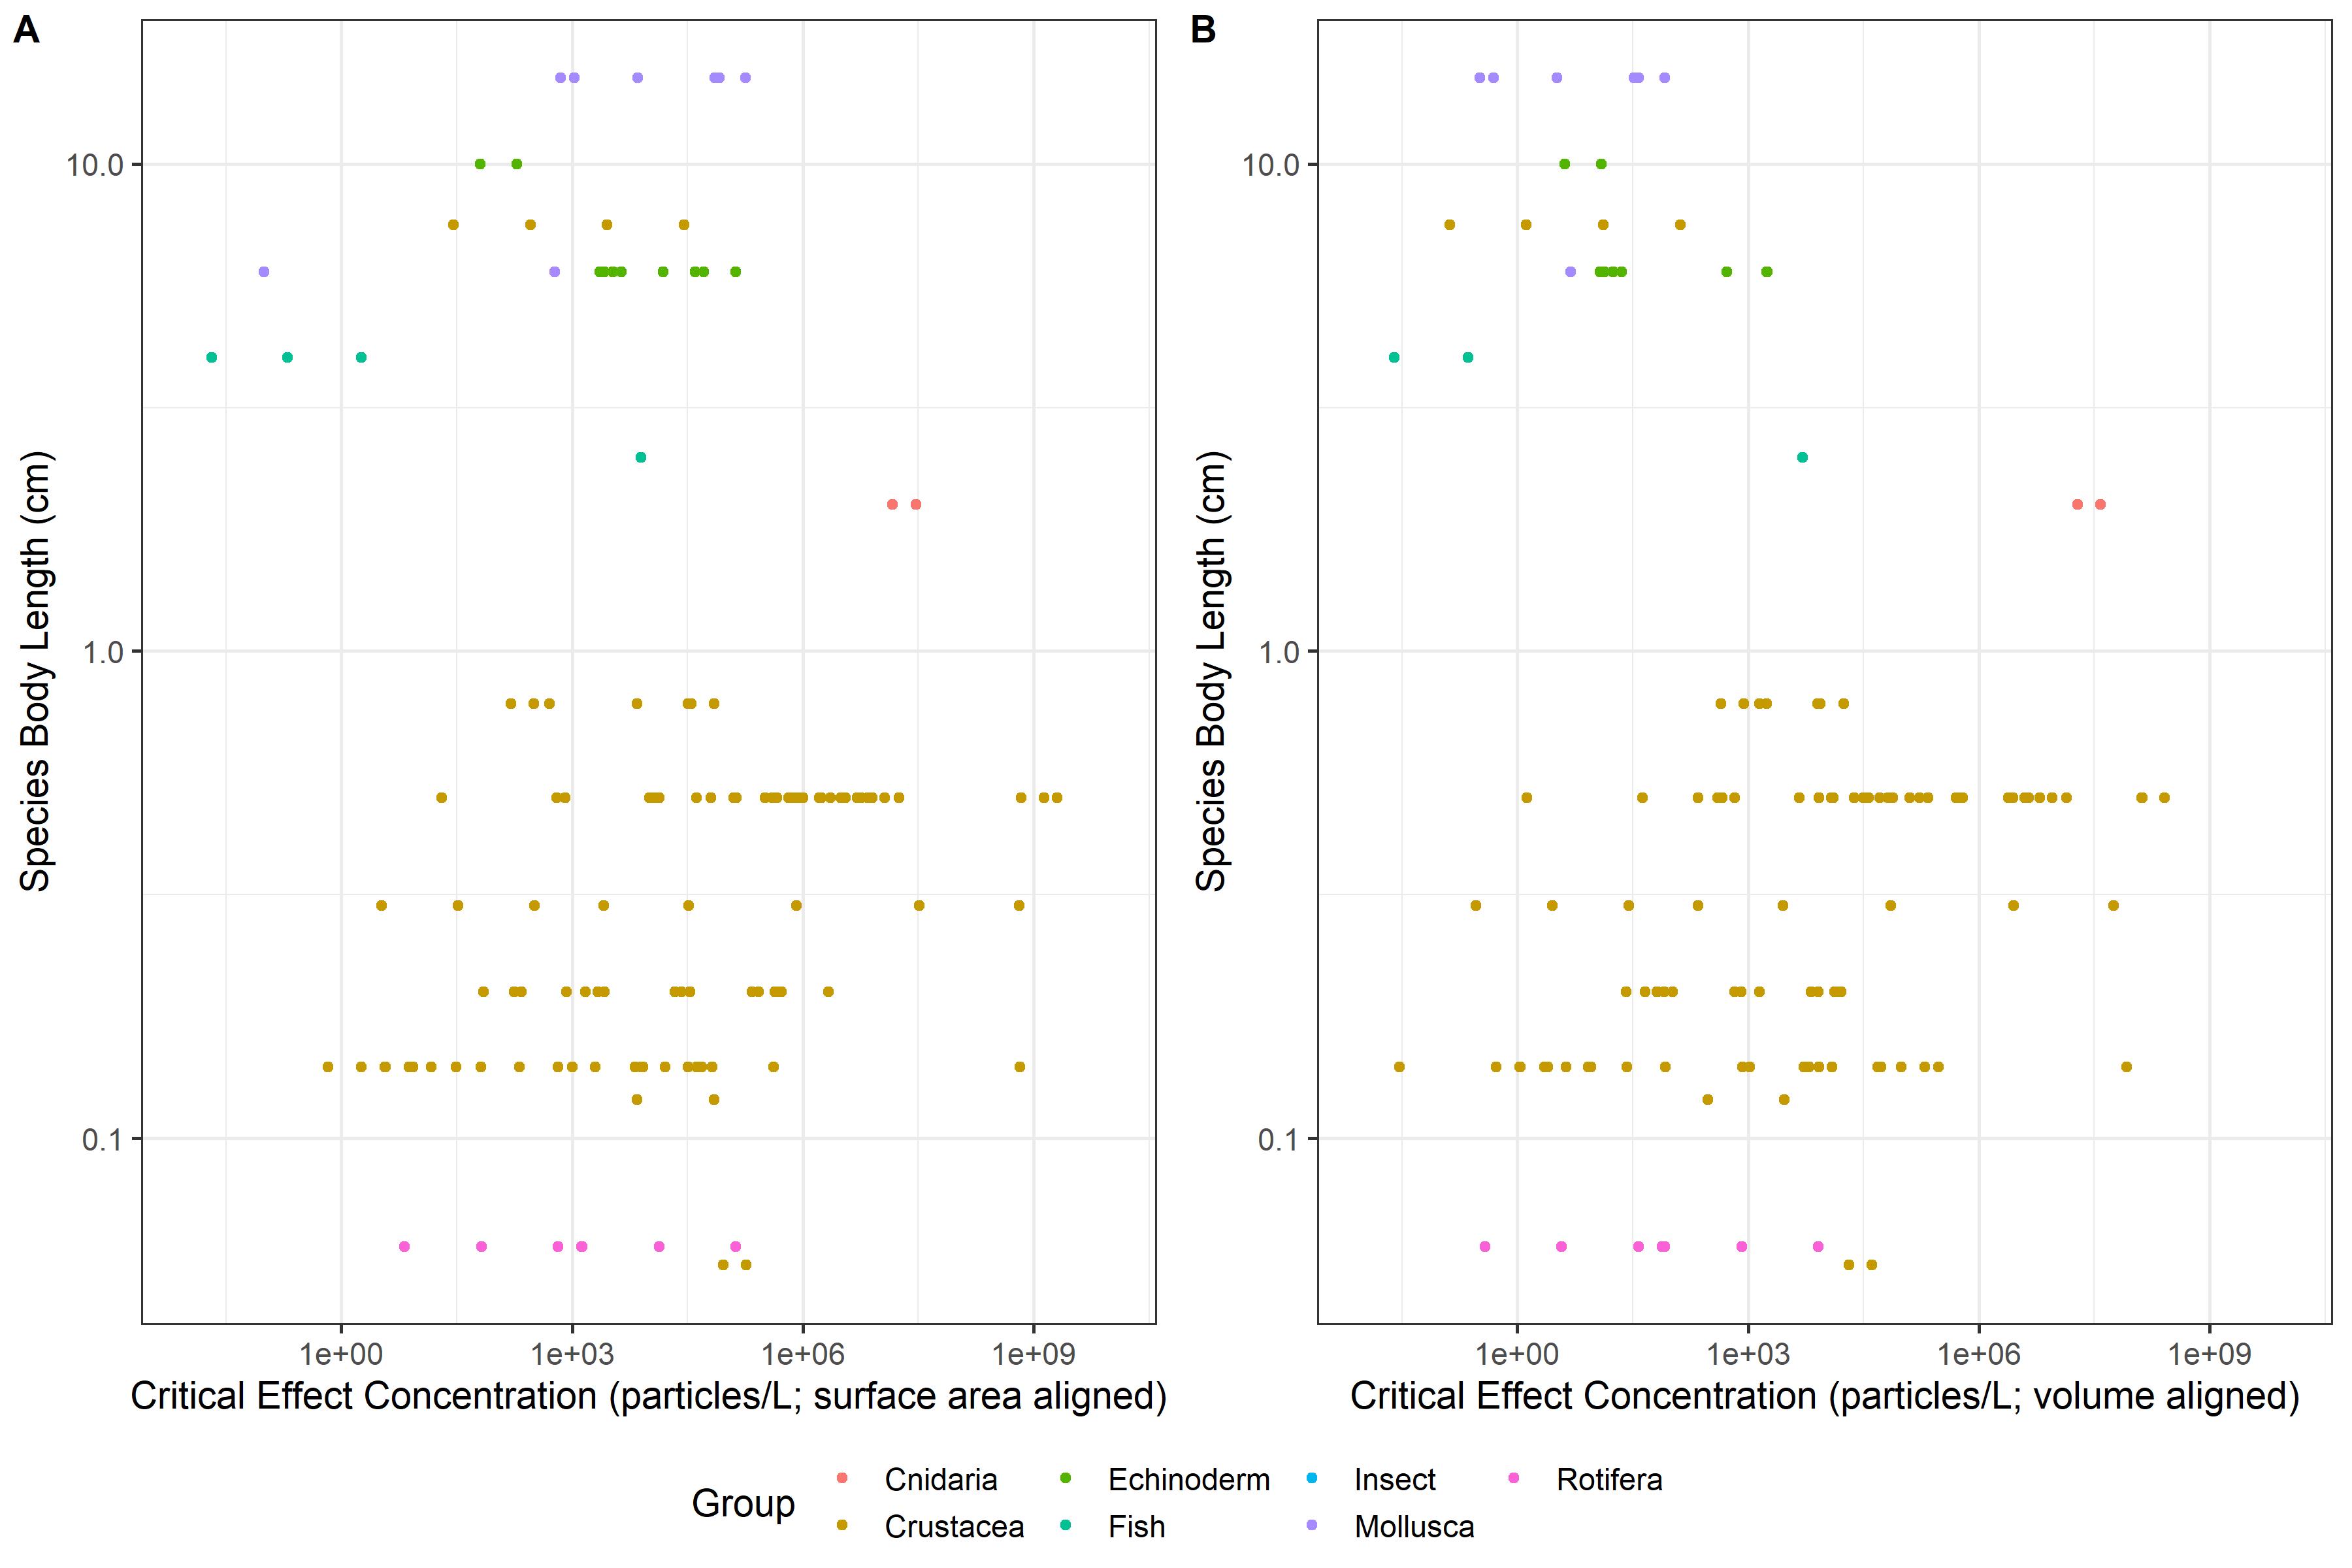 A
B
10.0
1.0
0.1
Species Body Length (cm)
1e+00 1e+03 1e+06 1e+09
Critical Effect Concentration (particles/L; surface area aligned)
10.0
1.0
0.1
Species Body Length (cm)
1e+00 1e+03 1e+06 1e+09
Critical Effect Concentration (particles/L; volume aligned)
Group
Cnidaria Echinoderm Insect Rotifera
Crustacea Fish Mollusca